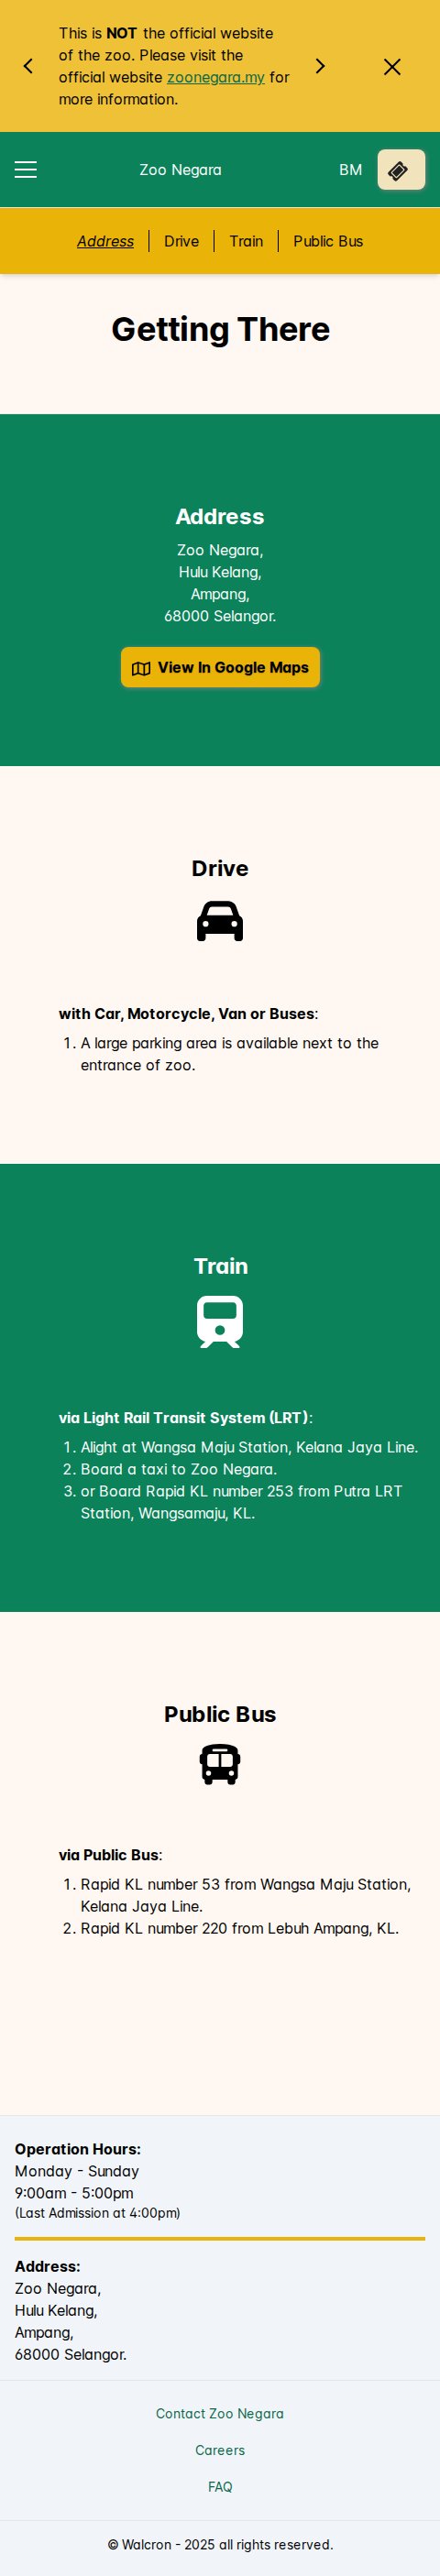 This is NOT the official website
of the zoo. Please visit the
official website zoonegara.my for
more information.
Zoo Negara
BM
Address
Drive
Train
Public Bus
Getting There
Address
Zoo Negara,
Hulu Kelang,
Ampang,
68000 Selangor.
View In Google Maps
Drive
with Car, Motorcycle, Van or Buses:
1. A large parking area is available next to the
entrance of zoo.
Train
via Light Rail Transit System (LRT):
1. Alight at Wangsa Maju Station, Kelana Jaya Line.
2. Board a taxi to Zoo Negara.
3. or Board Rapid KL number 253 from Putra LRT
Station, Wangsamaju, KL.
Public Bus
via Public Bus:
1. Rapid KL number 53 from Wangsa Maju Station,
Kelana Jaya Line.
2. Rapid KL number 220 from Lebuh Ampang, KL.
Operation Hours:
Monday - Sunday
9:00am - 5:00pm
(Last Admission at 4:00pm)
Address:
Zoo Negara,
Hulu Kelang,
Ampang,
68000 Selangor.
Contact Zoo Negara
Careers
FAQ
© Walcron - 2025 all rights reserved.